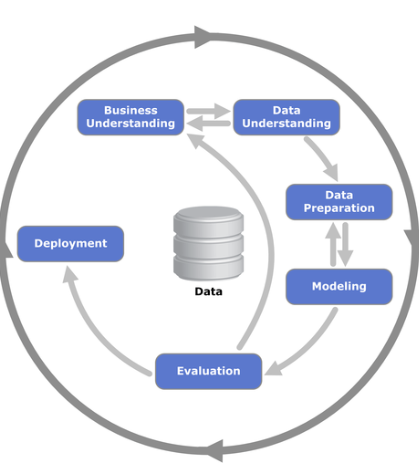 Business
Understanding
Data
Understanding
Data
Preparation
Deployment
Data
Modeling
Evaluation